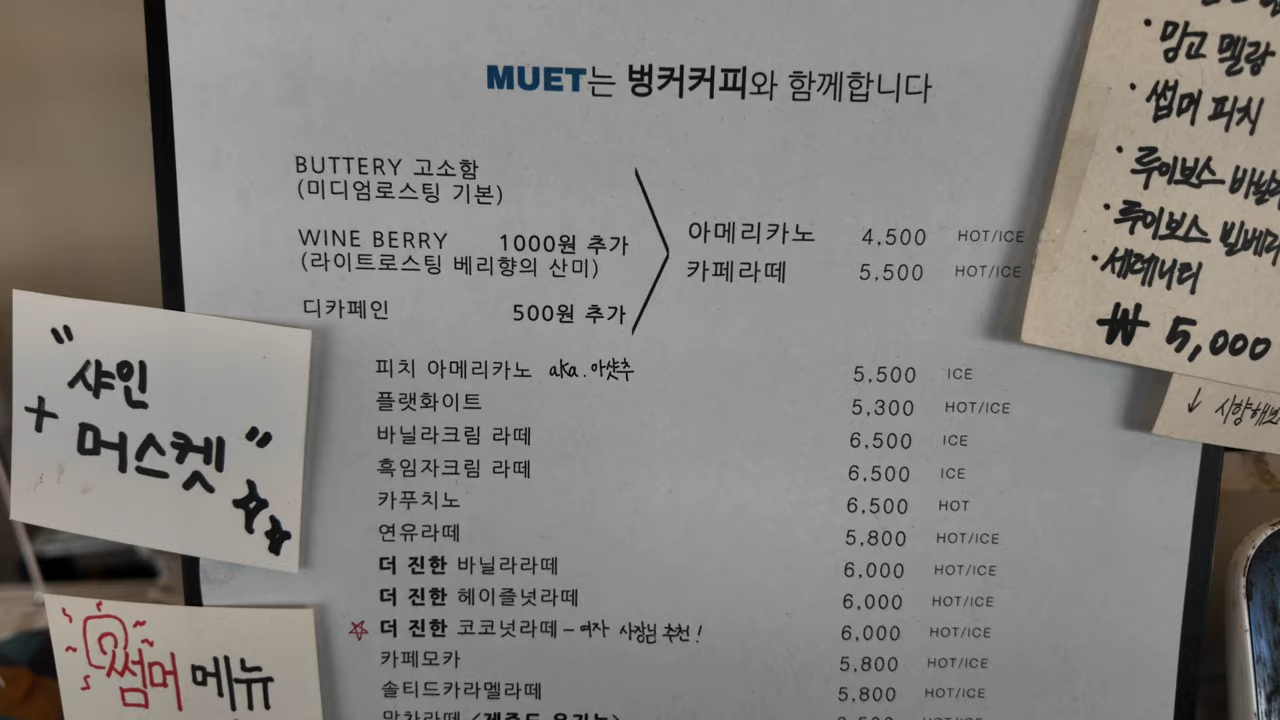 MUET는 벙커커피와 함께합니다
BUTTERY 고소함
(미디엄로스팅 기본)
WINE BERRY 1000원 추가
(라이트로스팅 베리향의 산미)
디카페인 500원 추가
아메리카노 4,500 HOT/ICE
카페라떼 5,500 HOT/ICE
피치 아메리카노 aka. 아샷추 5,500 ICE
플랫화이트 5,300 HOT/ICE
바닐라크림 라떼 6,500 ICE
흑임자크림 라떼 6,500 ICE
카푸치노 6,500 HOT
연유라떼 5,800 HOT/ICE
더 진한 바닐라라떼 6,000 HOT/ICE
더 진한 헤이즐넛라떼 6,000 HOT/ICE
더 진한 코코넛라떼 - 여자 사장님 추천! 6,000 HOT/ICE
카페모카 5,800 HOT/ICE
솔티드카라멜라떼 5,800 HOT/ICE
말차라떼
"샤인
+ 머스켓"
썸머 메뉴
· 망고 멜랑
· 썸머 피치
· 루이보스
· 루이보스
· 세레니티
₩ 5,000
↓